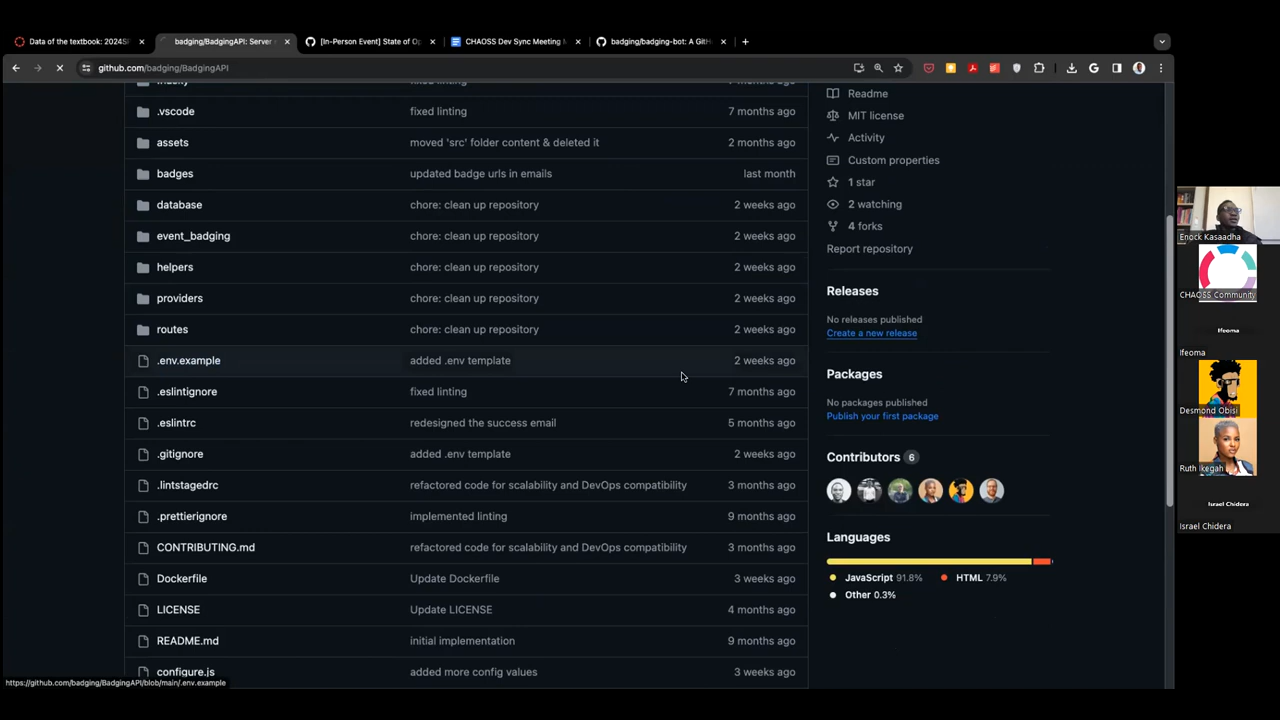 Data of the textbook: 2024SP
badging/BadgingAPI: Server
[In-Person Event] State of Op
CHAOSS Dev Sync Meeting
badging/badging-bot: A GitH
github.com/badging/BadgingAPI
.vscode fixed linting 7 months ago
assets moved 'src' folder content & deleted it 2 months ago
badges updated badge urls in emails last month
database chore: clean up repository 2 weeks ago
event_badging chore: clean up repository 2 weeks ago
helpers chore: clean up repository 2 weeks ago
providers chore: clean up repository 2 weeks ago
routes chore: clean up repository 2 weeks ago
.env.example added .env template 2 weeks ago
.eslintignore fixed linting 7 months ago
.eslintrc redesigned the success email 5 months ago
.gitignore added .env template 2 weeks ago
.lintstagedrc refactored code for scalability and DevOps compatibility 3 months ago
.prettierignore implemented linting 9 months ago
CONTRIBUTING.md refactored code for scalability and DevOps compatibility 3 months ago
Dockerfile Update Dockerfile 3 weeks ago
LICENSE Update LICENSE 4 months ago
README.md initial implementation 9 months ago
configure.js added more config values 3 weeks ago
https://github.com/badging/BadgingAPI/blob/main/.env.example
Readme
MIT license
Activity
Custom properties
1 star
2 watching
4 forks
Report repository
Releases
No releases published
Create a new release
Packages
No packages published
Publish your first package
Contributors 6
Languages
JavaScript 91.8% HTML 7.9%
Other 0.3%
Enock Kasaadha
CHAOSS Community
Ifeoma
Ifeoma
Desmond Obisi
Ruth Ikegah
Israel Chidera
Israel Chidera